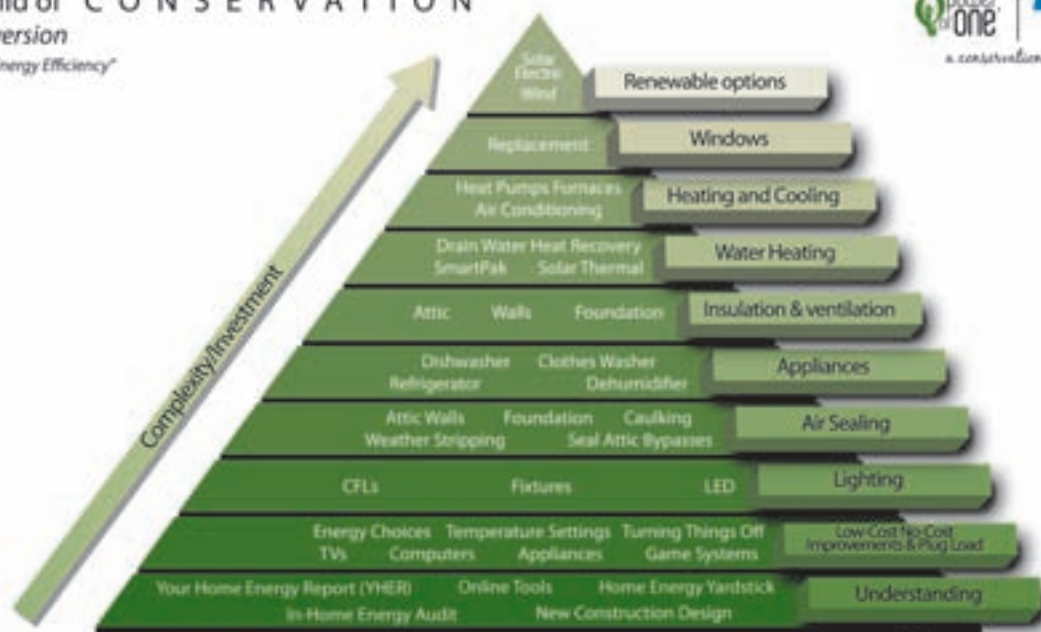 of CONSERVATION
ersion
nergy Efficiency"
power
of one
a conservation
Solar
Electric
Wind
Renewable options
Replacement
Windows
Heat Pumps Furnaces
Air Conditioning
Heating and Cooling
Drain Water Heat Recovery
SmartPak Solar Thermal
Water Heating
Attic Walls Foundation
Insulation & ventilation
Dishwasher Clothes Washer
Refrigerator Dehumidifier
Appliances
Attic Walls Foundation Caulking
Weather Stripping Seal Attic Bypasses
Air Sealing
CFLs Fixtures LED
Lighting
Energy Choices Temperature Settings Turning Things Off
TVs Computers Appliances Game Systems
Low-Cost No-Cost
Improvements & Plug Load
Your Home Energy Report (YHER) Online Tools Home Energy Yardstick
In-Home Energy Audit New Construction Design
Understanding
Complexity/Investment